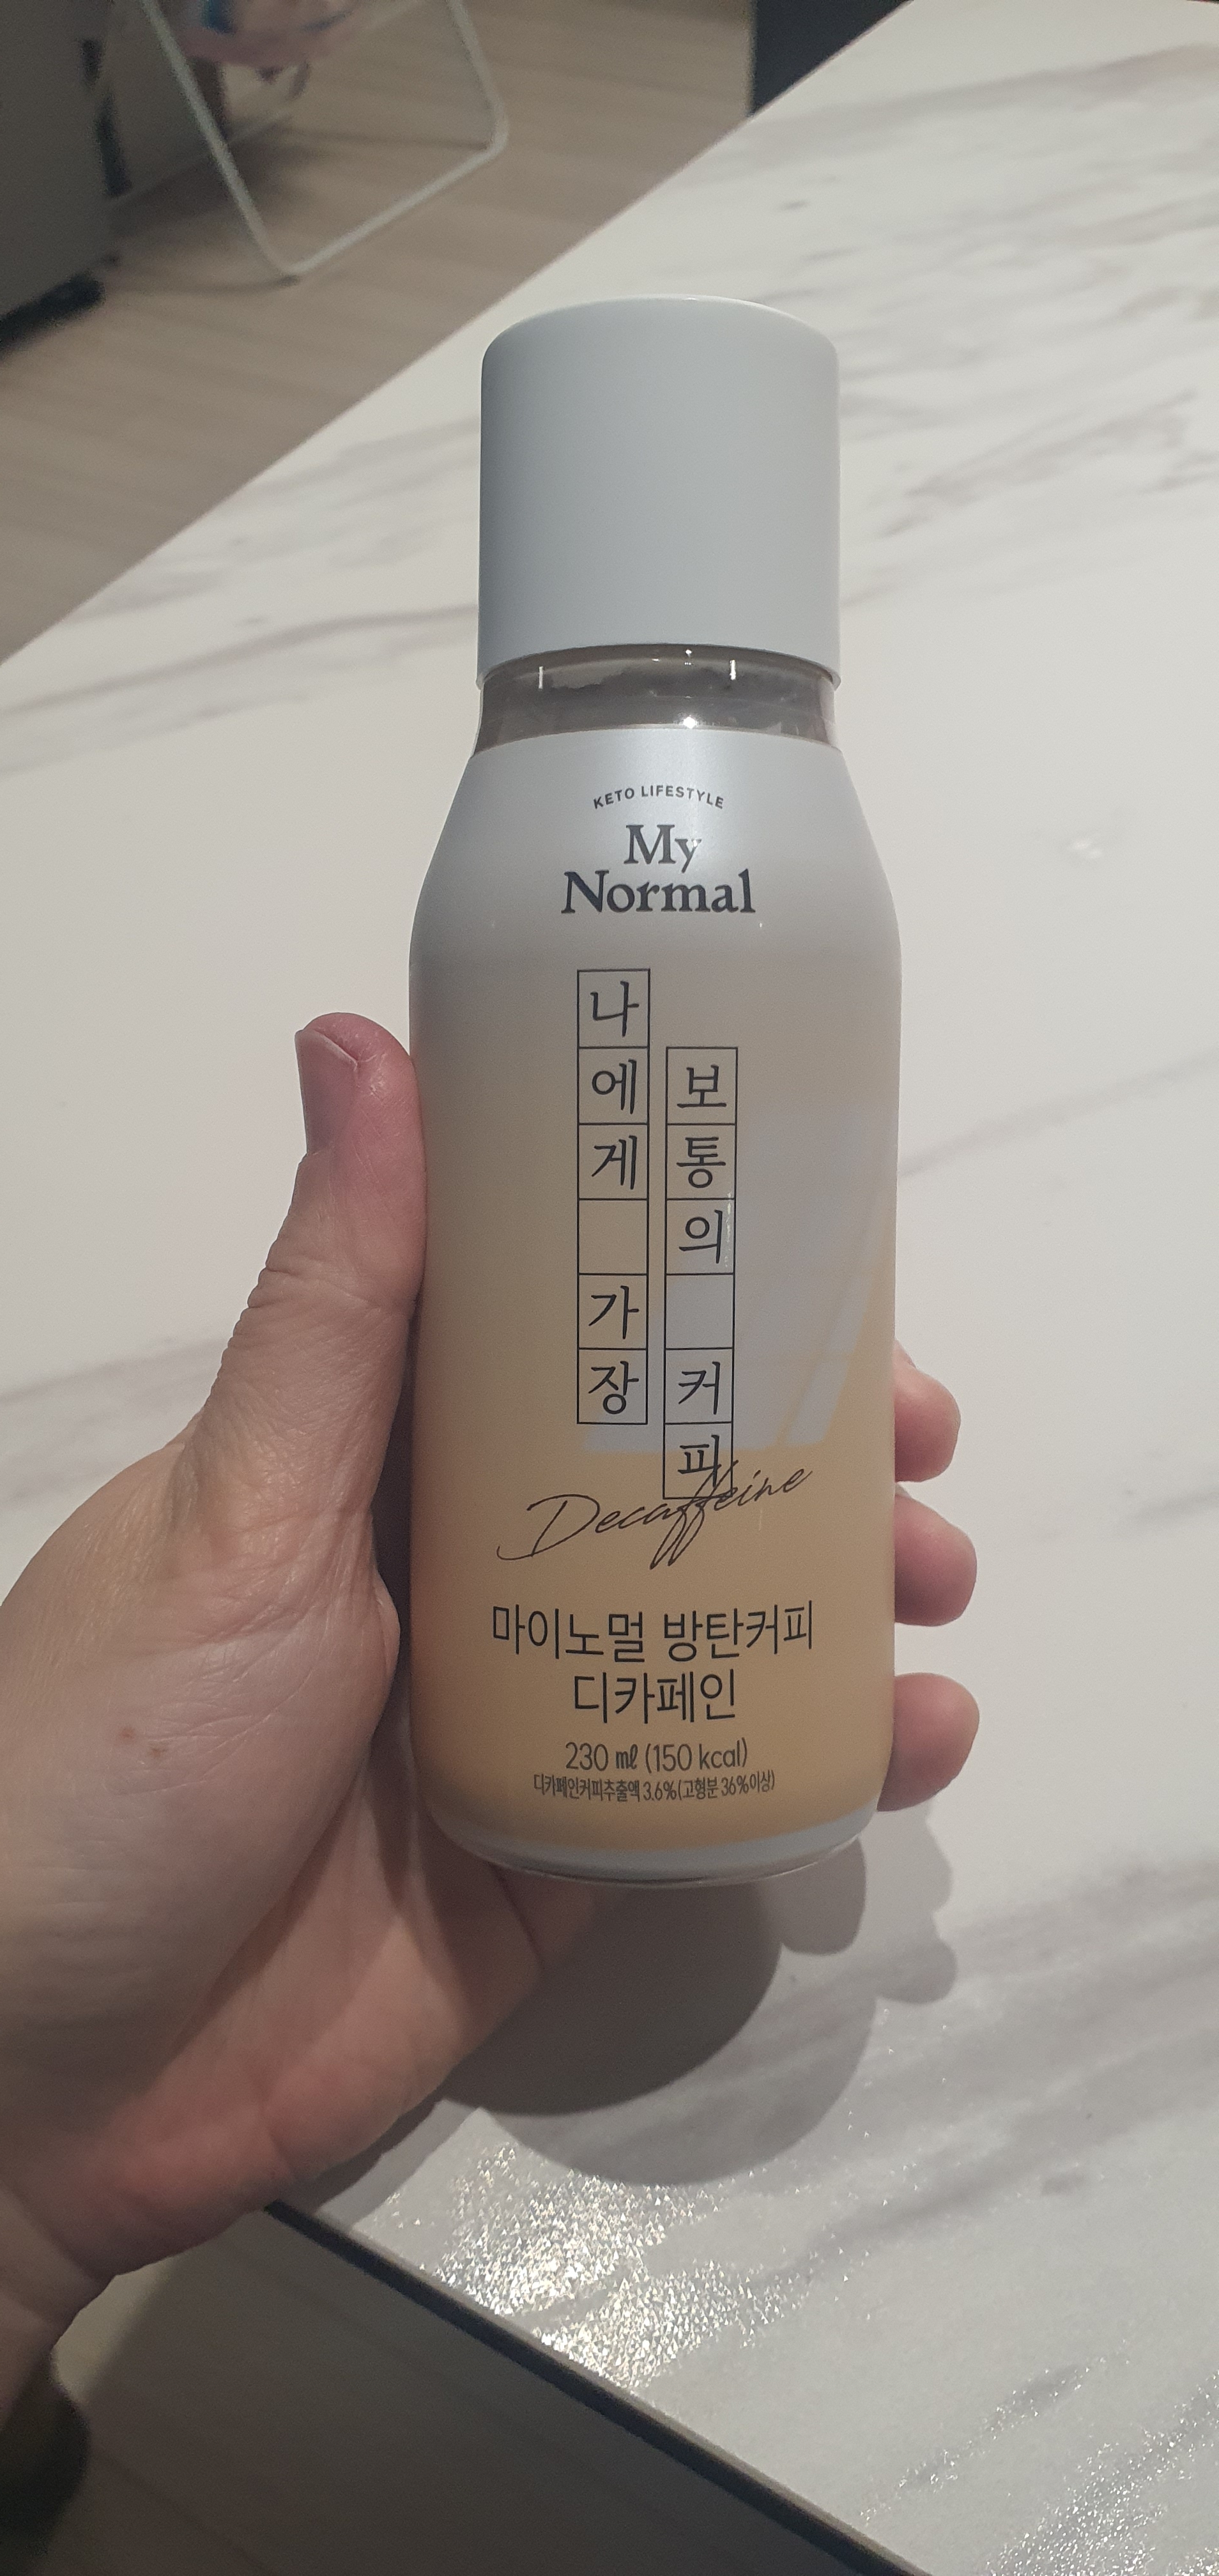 KETO LIFESTYLE
My
Normal
나에게 가장
보통의 커피
Decaffeine
마이노멀 방탄커피
디카페인
230 ㎖ (150 kcal)
디카페인커피추출액 3.6%(고형분 36%이상)